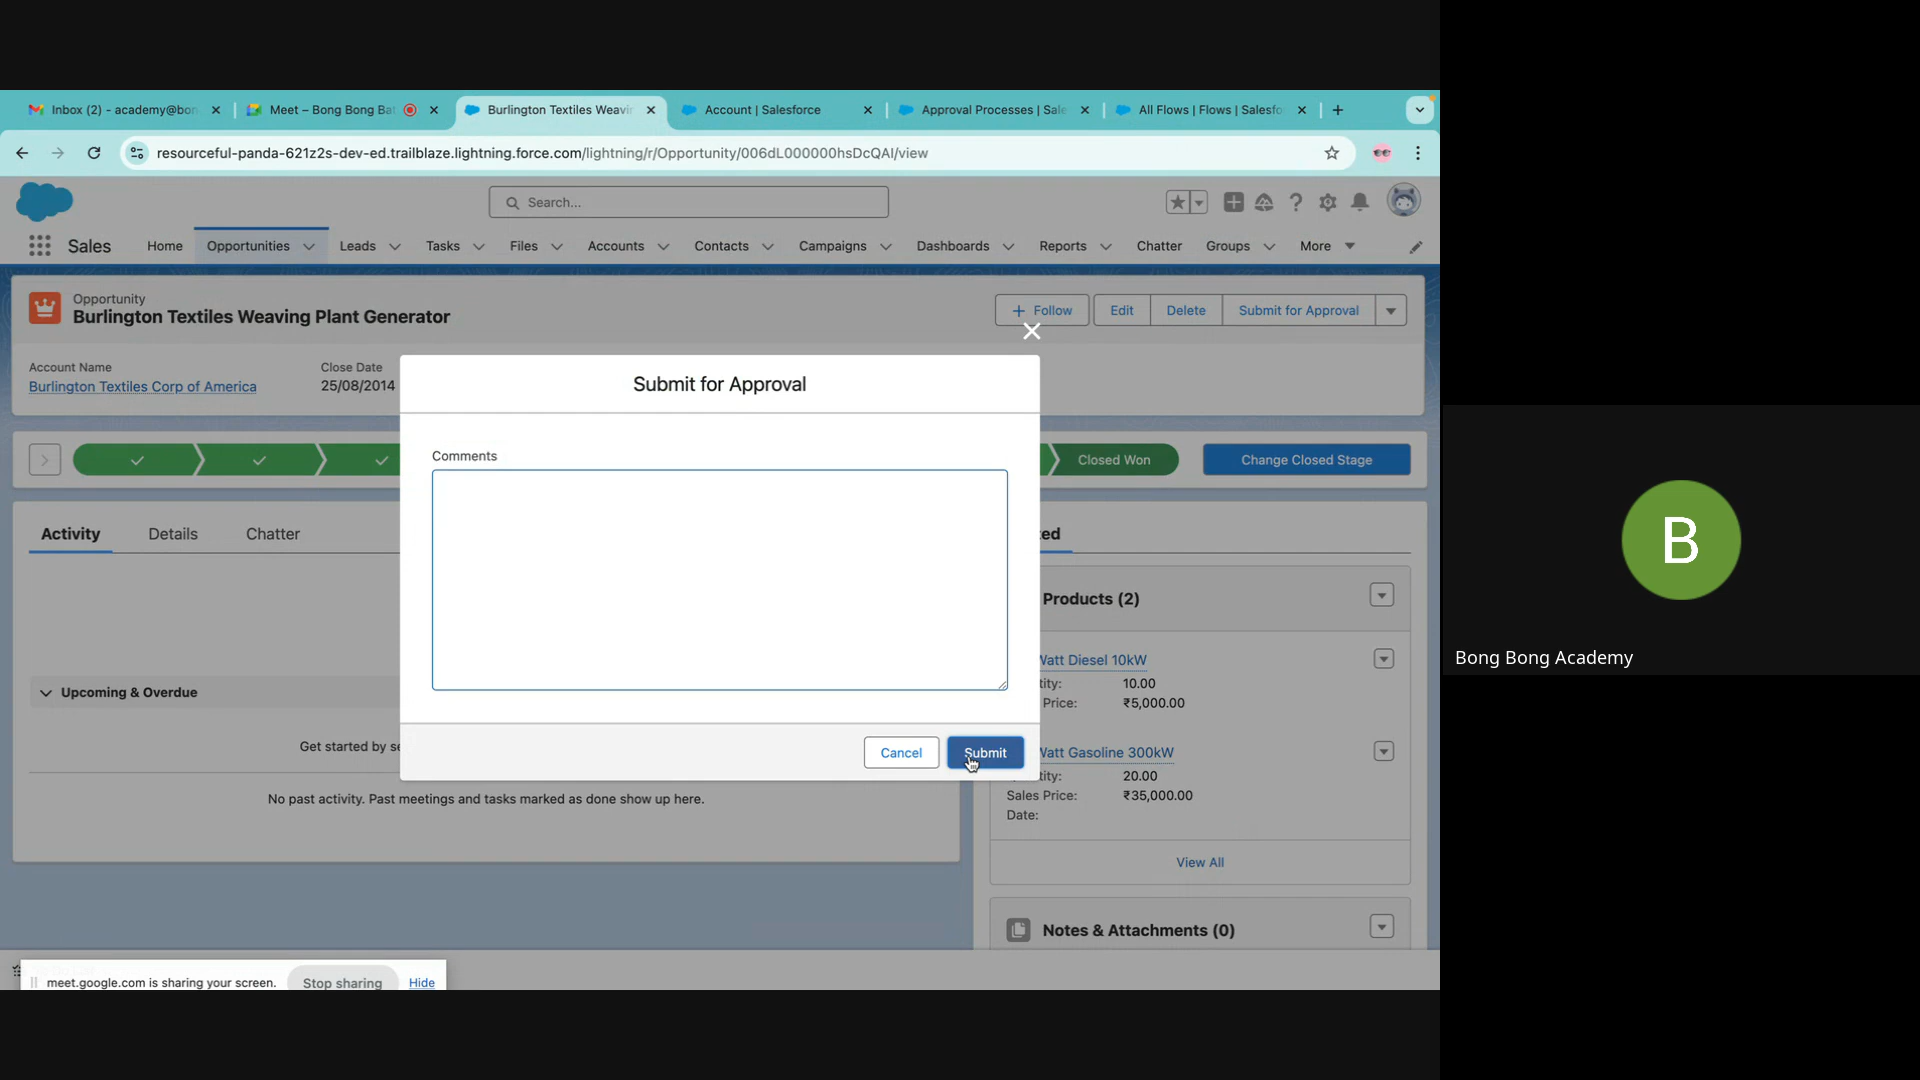 Inbox (2) - academy@bon
Meet – Bong Bong Ba
Burlington Textiles Weavin
Account | Salesforce
Approval Processes | Sale
All Flows | Flows | Salesfo
resourceful-panda-621z2s-dev-ed.trailblaze.lightning.force.com/lightning/r/Opportunity/006dL000000hsDcQAI/view
Search...
Sales
Home
Opportunities
Leads
Tasks
Files
Accounts
Contacts
Campaigns
Dashboards
Reports
Chatter
Groups
More
Opportunity
Burlington Textiles Weaving Plant Generator
Follow
Edit
Delete
Submit for Approval
Account Name
Burlington Textiles Corp of America
Close Date
25/08/2014
Submit for Approval
Comments
Cancel
Submit
Closed Won
Change Closed Stage
Activity
Details
Chatter
Upcoming & Overdue
Get started by se
No past activity. Past meetings and tasks marked as done show up here.
ted
Products (2)
Watt Diesel 10kW
tity: 10.00
Price: ₹5,000.00
Watt Gasoline 300kW
tity: 20.00
Sales Price: ₹35,000.00
Date:
View All
Notes & Attachments (0)
meet.google.com is sharing your screen.
Stop sharing
Hide
B
Bong Bong Academy